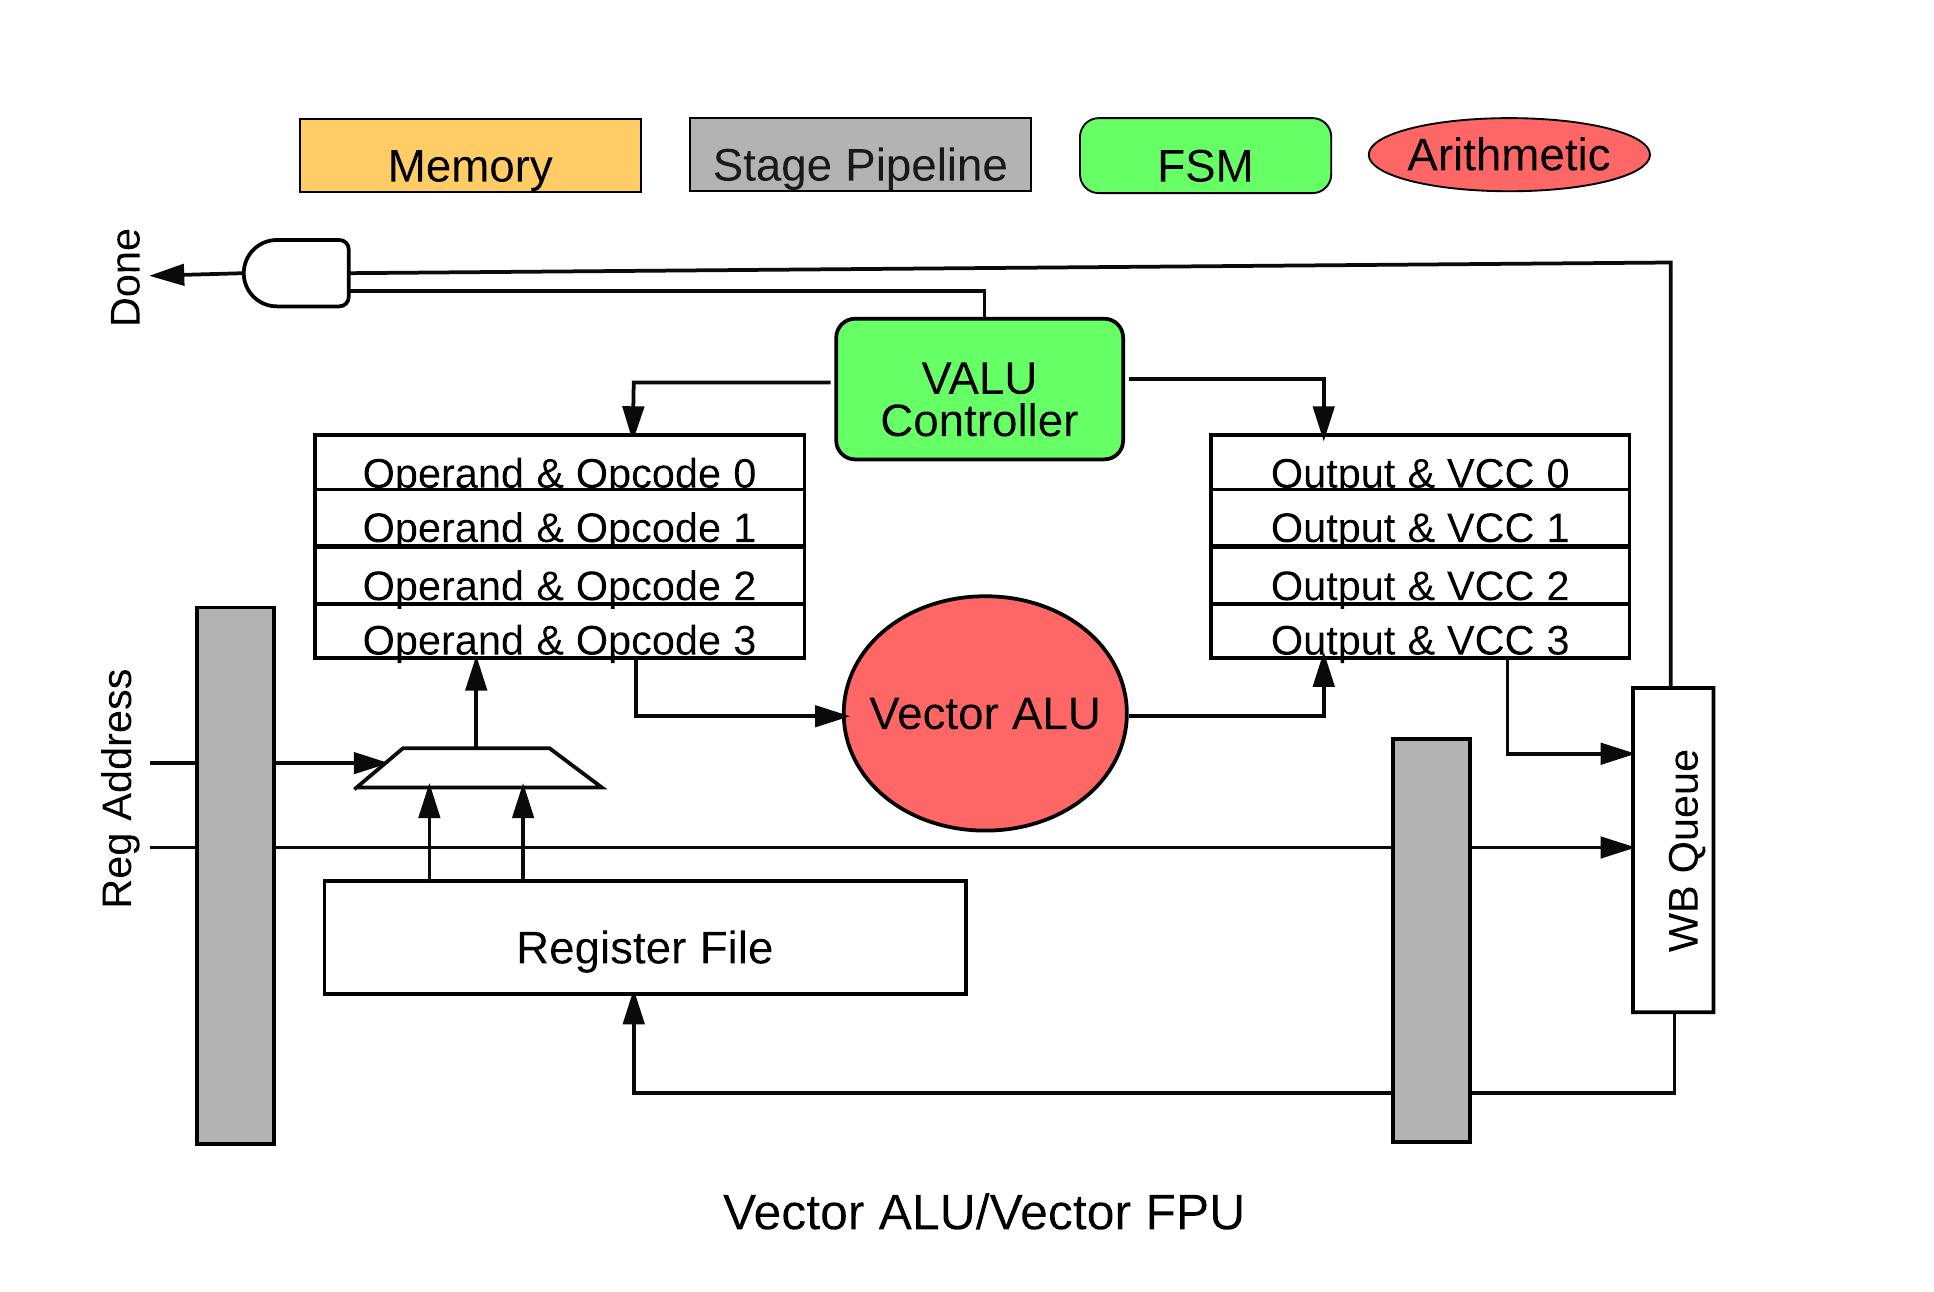 Memory
Stage Pipeline
FSM
Arithmetic
Done
VALU
Controller
Operand & Opcode 0
Operand & Opcode 1
Operand & Opcode 2
Operand & Opcode 3
Output & VCC 0
Output & VCC 1
Output & VCC 2
Output & VCC 3
Vector ALU
Reg Address
WB Queue
Register File
Vector ALU/Vector FPU